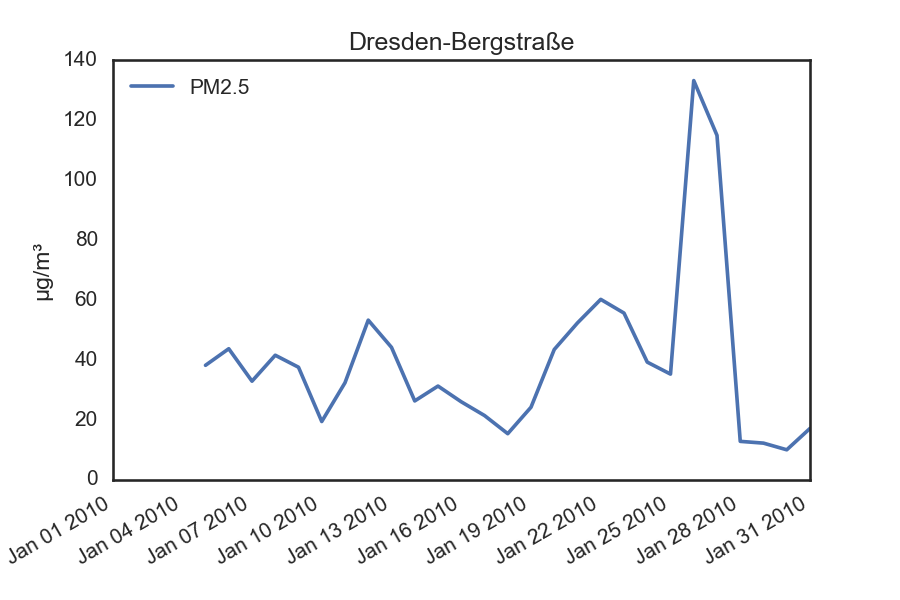 Dresden-Bergstraße
140
PM2.5
120
100
80
µg/m³
60
40
20
0
Jan 01 2010
Jan 04 2010
Jan 07 2010
Jan 10 2010
Jan 13 2010
Jan 16 2010
Jan 19 2010
Jan 22 2010
Jan 25 2010
Jan 28 2010
Jan 31 2010